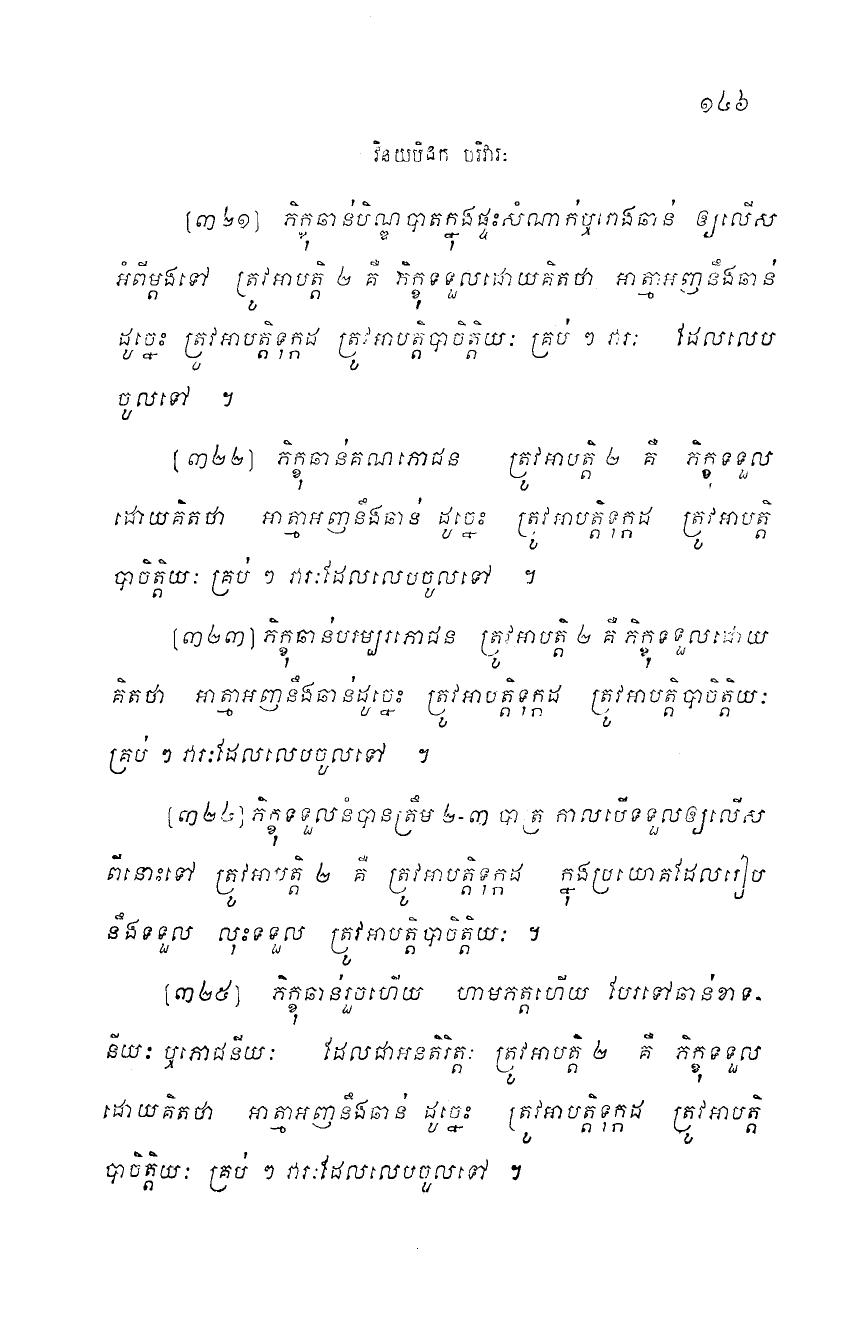 ១៤៦
វិនយបិដក បរិវារៈ
[៣២១] ភិក្ខុឆាន់បិណ្ឌបាតក្នុងផ្ទះសំណាក់ឬរោងឆាន់ ឲ្យលើស
អំពីម្តងទៅ ត្រូវអាបត្តិ ២ គឺ ភិក្ខុទទួលដោយគិតថា អាត្មាអញនឹងឆាន់
ដូច្នេះ ត្រូវអាបត្តិទុក្កដ ត្រូវអាបត្តិបាចិត្តិយៈ គ្រប់ ៗ វារៈ ដែលលេប
ចូលទៅ ។
[៣២២] ភិក្ខុឆាន់គណភោជន ត្រូវអាបត្តិ ២ គឺ ភិក្ខុទទួល
ដោយគិតថា អាត្មាអញនឹងឆាន់ ដូច្នេះ ត្រូវអាបត្តិទុក្កដ ត្រូវអាបត្តិ
បាចិត្តិយៈ គ្រប់ ៗ វារៈដែលលេបចូលទៅ ។
[៣២៣] ភិក្ខុឆាន់បរម្បរភោជន ត្រូវអាបត្តិ ២ គឺ ភិក្ខុទទួលដោយ
គិតថា អាត្មាអញនឹងឆាន់ដូច្នេះ ត្រូវអាបត្តិទុក្កដ ត្រូវអាបត្តិបាចិត្តិយៈ
គ្រប់ ៗ វារៈដែលលេបចូលទៅ ។
[៣២៤] ភិក្ខុទទួលនំបានត្រឹម ២-៣ បាត្រ កាលបើទទួលឲ្យលើស
ពីនោះទៅ ត្រូវអាបត្តិ ២ គឺ ត្រូវអាបត្តិទុក្កដ ក្នុងប្រយោគដែលរៀប
នឹងទទួល លុះទទួល ត្រូវអាបត្តិបាចិត្តិយៈ ។
[៣២៥] ភិក្ខុឆាន់រួចហើយ ហាមភត្តហើយ បែរទៅឆាន់ខាទ-
នីយៈ ឬភោជនីយៈ ដែលជាអនតិរិត្តៈ ត្រូវអាបត្តិ ២ គឺ ភិក្ខុទទួល
ដោយគិតថា អាត្មាអញនឹងឆាន់ ដូច្នេះ ត្រូវអាបត្តិទុក្កដ ត្រូវអាបត្តិ
បាចិត្តិយៈ គ្រប់ ៗ វារៈដែលលេបចូលទៅ ។